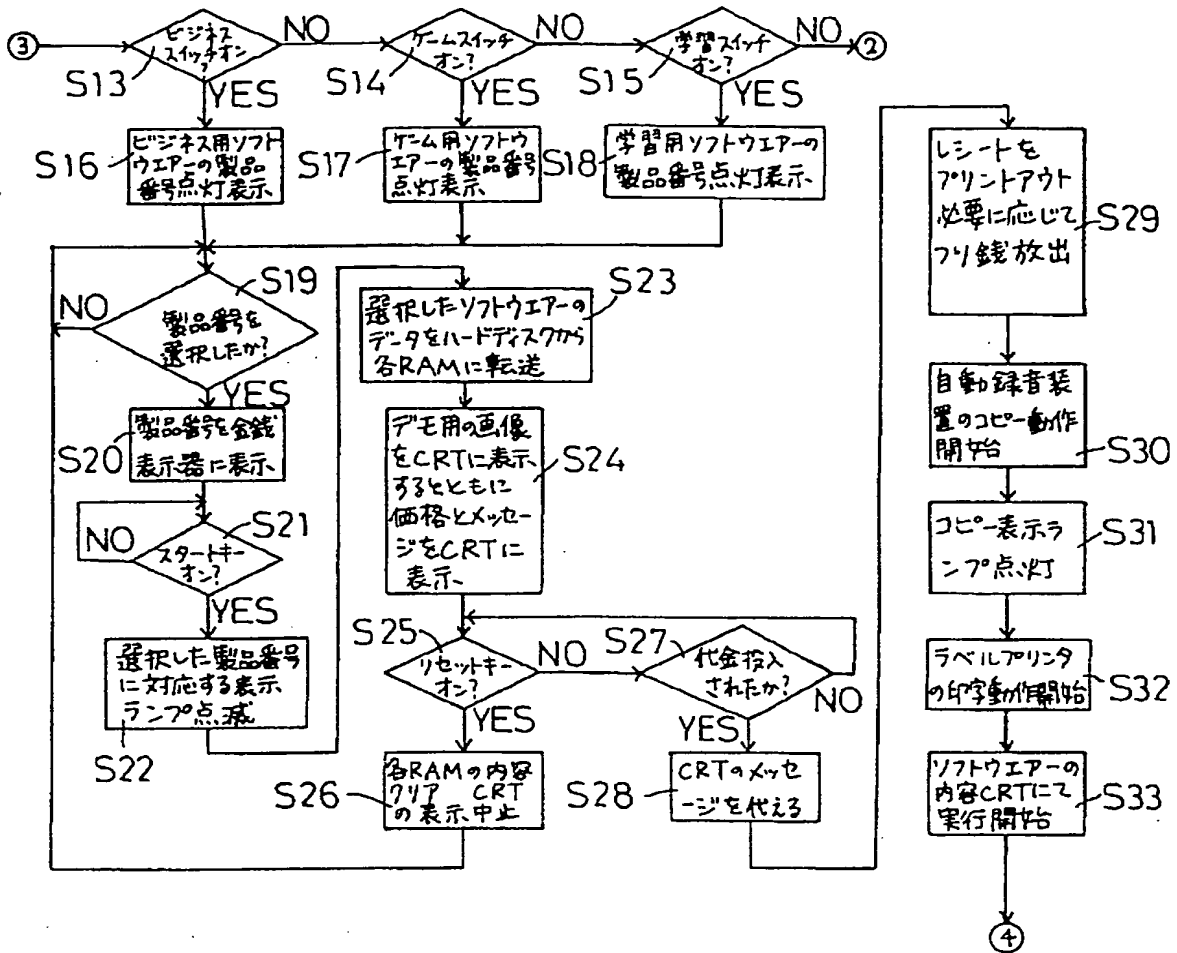 ③
ビジネス
スイッチオン
?
NO
S13
YES
ゲームスイッチ
オン?
NO
S14
YES
学習スイッチ
オン?
NO
②
S15
YES
S16
ビジネス用ソフト
ウエアーの製品
番号点灯表示
S17
ゲーム用ソフトウ
エアーの製品番号
点灯表示
S18
学習用ソフトウエアーの
製品番号点灯表示
S19
NO
製品番号を
選択したか?
YES
S20
製品番号を金銭
表示器に表示
S21
NO
スタートキー
オン?
YES
選択した製品番号
に対応する表示
ランプ点滅
S22
S23
選択したソフトウエアーの
データをハードディスクから
各RAMに転送
デモ用の画像
をCRTに表示
するとともに
価格とメッセー
ジをCRTに
表示
S24
S25
リセットキー
オン?
NO
YES
S26
各RAMの内容
クリア CRT
の表示中止
S27
代金投入
されたか?
NO
YES
S28
CRTのメッセ
ージを代える
レシートを
プリントアウト
必要に応じて
つり銭放出
S29
自動録音装
置のコピー動作
開始
S30
コピー表示ラ
ンプ点灯
S31
ラベルプリンタ
の印字動作開始
S32
ソフトウエアーの
内容CRTにて
実行開始
S33
④